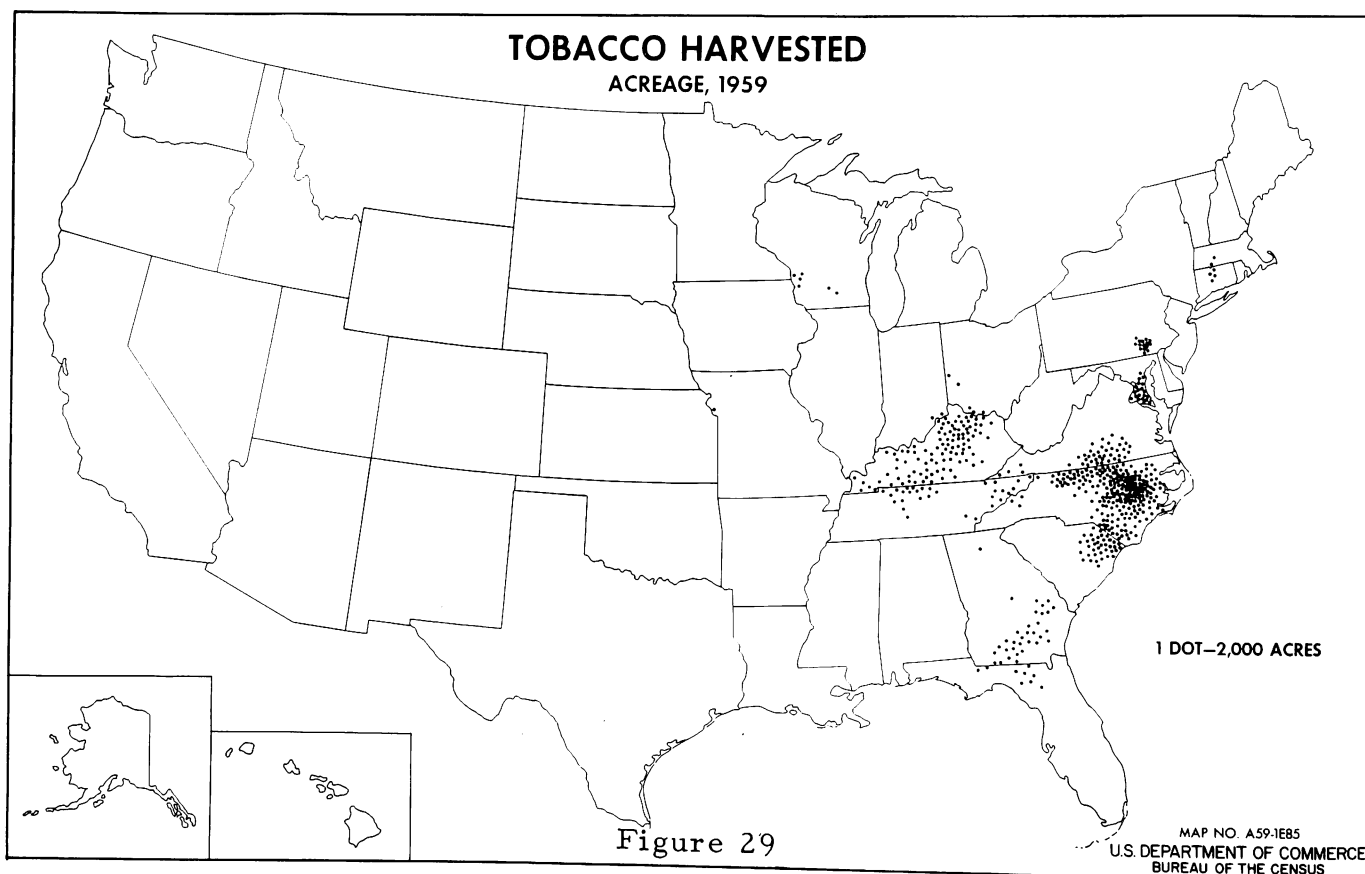 TOBACCO HARVESTED
ACREAGE, 1959
1 DOT—2,000 ACRES
Figure 29
MAP NO. A59-1E85
U.S. DEPARTMENT OF COMMERCE
BUREAU OF THE CENSUS